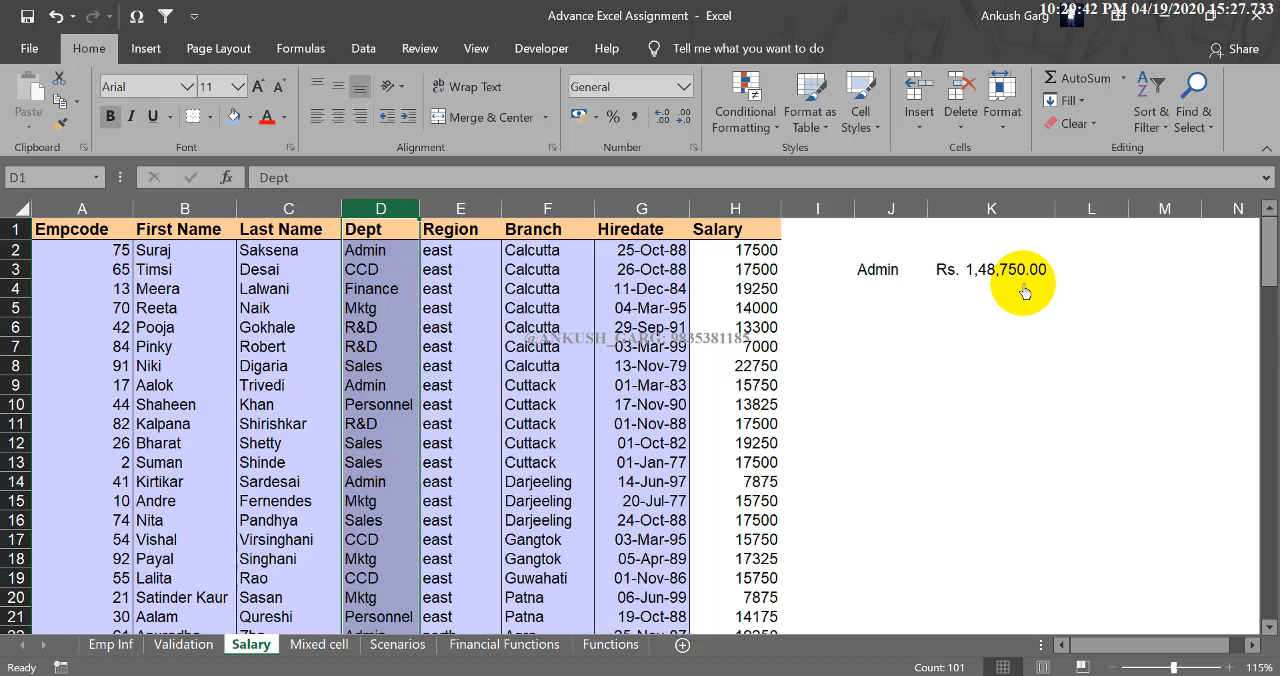 Advance Excel Assignment - Excel
Ankush Garg
10:20:42 PM 04/19/2020 15:27.733
File Home Insert Page Layout Formulas Data Review View Developer Help Tell me what you want to do Share
Paste
Clipboard
Arial 11
B I U
Font
Wrap Text
Merge & Center
Alignment
General
Number
Conditional Formatting
Format as Table
Cell Styles
Styles
Insert Delete Format
Cells
AutoSum
Fill
Clear
Sort & Filter
Find & Select
Editing
D1 fx Dept
A B C D E F G H I J K L M N
1 Empcode First Name Last Name Dept Region Branch Hiredate Salary
2 75 Suraj Saksena Admin east Calcutta 25-Oct-88 17500
3 65 Timsi Desai CCD east Calcutta 26-Oct-88 17500 Admin Rs. 1,48,750.00
4 13 Meera Lalwani Finance east Calcutta 11-Dec-84 19250
5 70 Reeta Naik Mktg east Calcutta 04-Mar-95 14000
6 42 Pooja Gokhale R&D east Calcutta 29-Sep-91 13300
@ANKUSH_GARG: 9835381185
7 84 Pinky Robert R&D east Calcutta 03-Mar-99 7000
8 91 Niki Digaria Sales east Calcutta 13-Nov-79 22750
9 17 Aalok Trivedi Admin east Cuttack 01-Mar-83 15750
10 44 Shaheen Khan Personnel east Cuttack 17-Nov-90 13825
11 82 Kalpana Shirishkar R&D east Cuttack 01-Nov-88 17500
12 26 Bharat Shetty Sales east Cuttack 01-Oct-82 19250
13 2 Suman Shinde Sales east Cuttack 01-Jan-77 17500
14 41 Kirtikar Sardesai Admin east Darjeeling 14-Jun-97 7875
15 10 Andre Fernendes Mktg east Darjeeling 20-Jul-77 15750
16 74 Nita Pandhya Sales east Darjeeling 24-Oct-88 17500
17 54 Vishal Virsinghani CCD east Gangtok 03-Mar-95 15750
18 92 Payal Singhani Mktg east Gangtok 05-Apr-89 17325
19 55 Lalita Rao CCD east Guwahati 01-Nov-86 15750
20 21 Satinder Kaur Sasan Mktg east Patna 06-Jun-99 7875
21 30 Aalam Qureshi Personnel east Patna 19-Oct-88 14175
Emp Inf Validation Salary Mixed cell Scenarios Financial Functions Functions
Ready Count: 101 115%